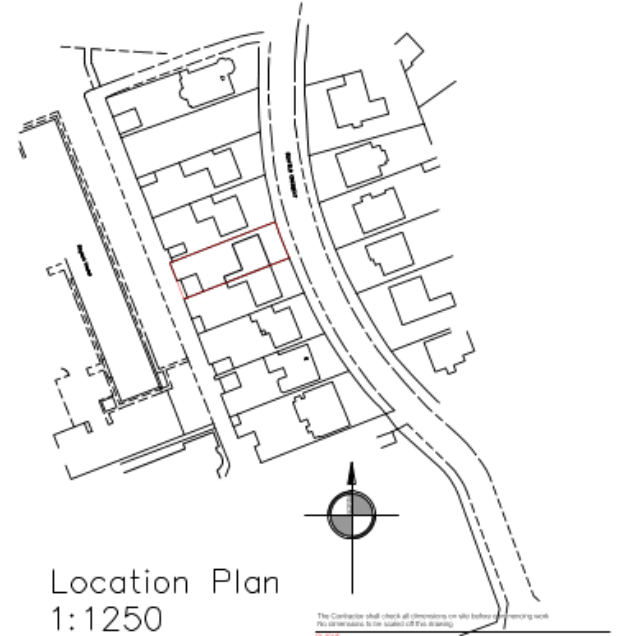 Location Plan
1:1250
The Contractor shall check all dimensions on site before commencing work
No dimensions to be scaled off this drawing